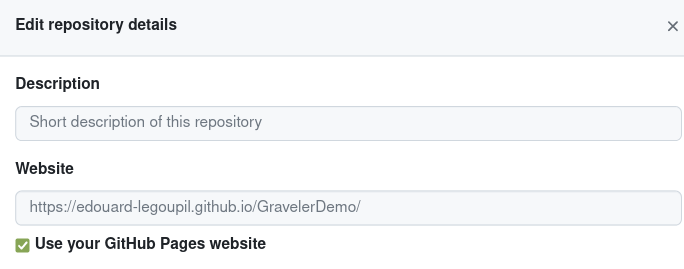 Edit repository details
Description
Short description of this repository
Website
https://edouard-legoupil.github.io/GravelerDemo/
Use your GitHub Pages website